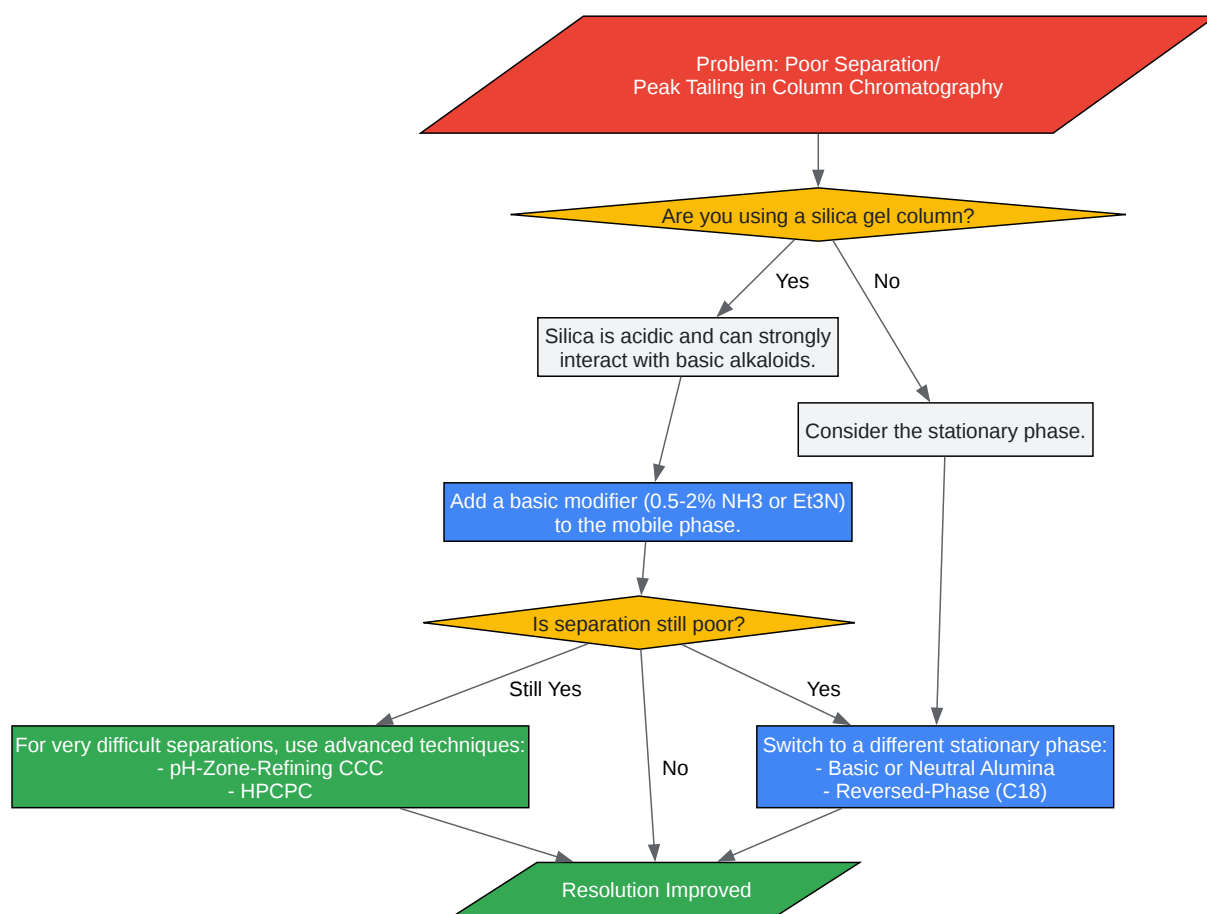 Problem: Poor Separation/
Peak Tailing in Column Chromatography
Are you using a silica gel column?
Yes
No
Silica is acidic and can strongly
interact with basic alkaloids.
Consider the stationary phase.
Add a basic modifier (0.5-2% NH3 or Et3N)
to the mobile phase.
Is separation still poor?
Still Yes
Yes
No
For very difficult separations, use advanced techniques:
- pH-Zone-Refining CCC
- HPCPC
Switch to a different stationary phase:
- Basic or Neutral Alumina
- Reversed-Phase (C18)
Resolution Improved